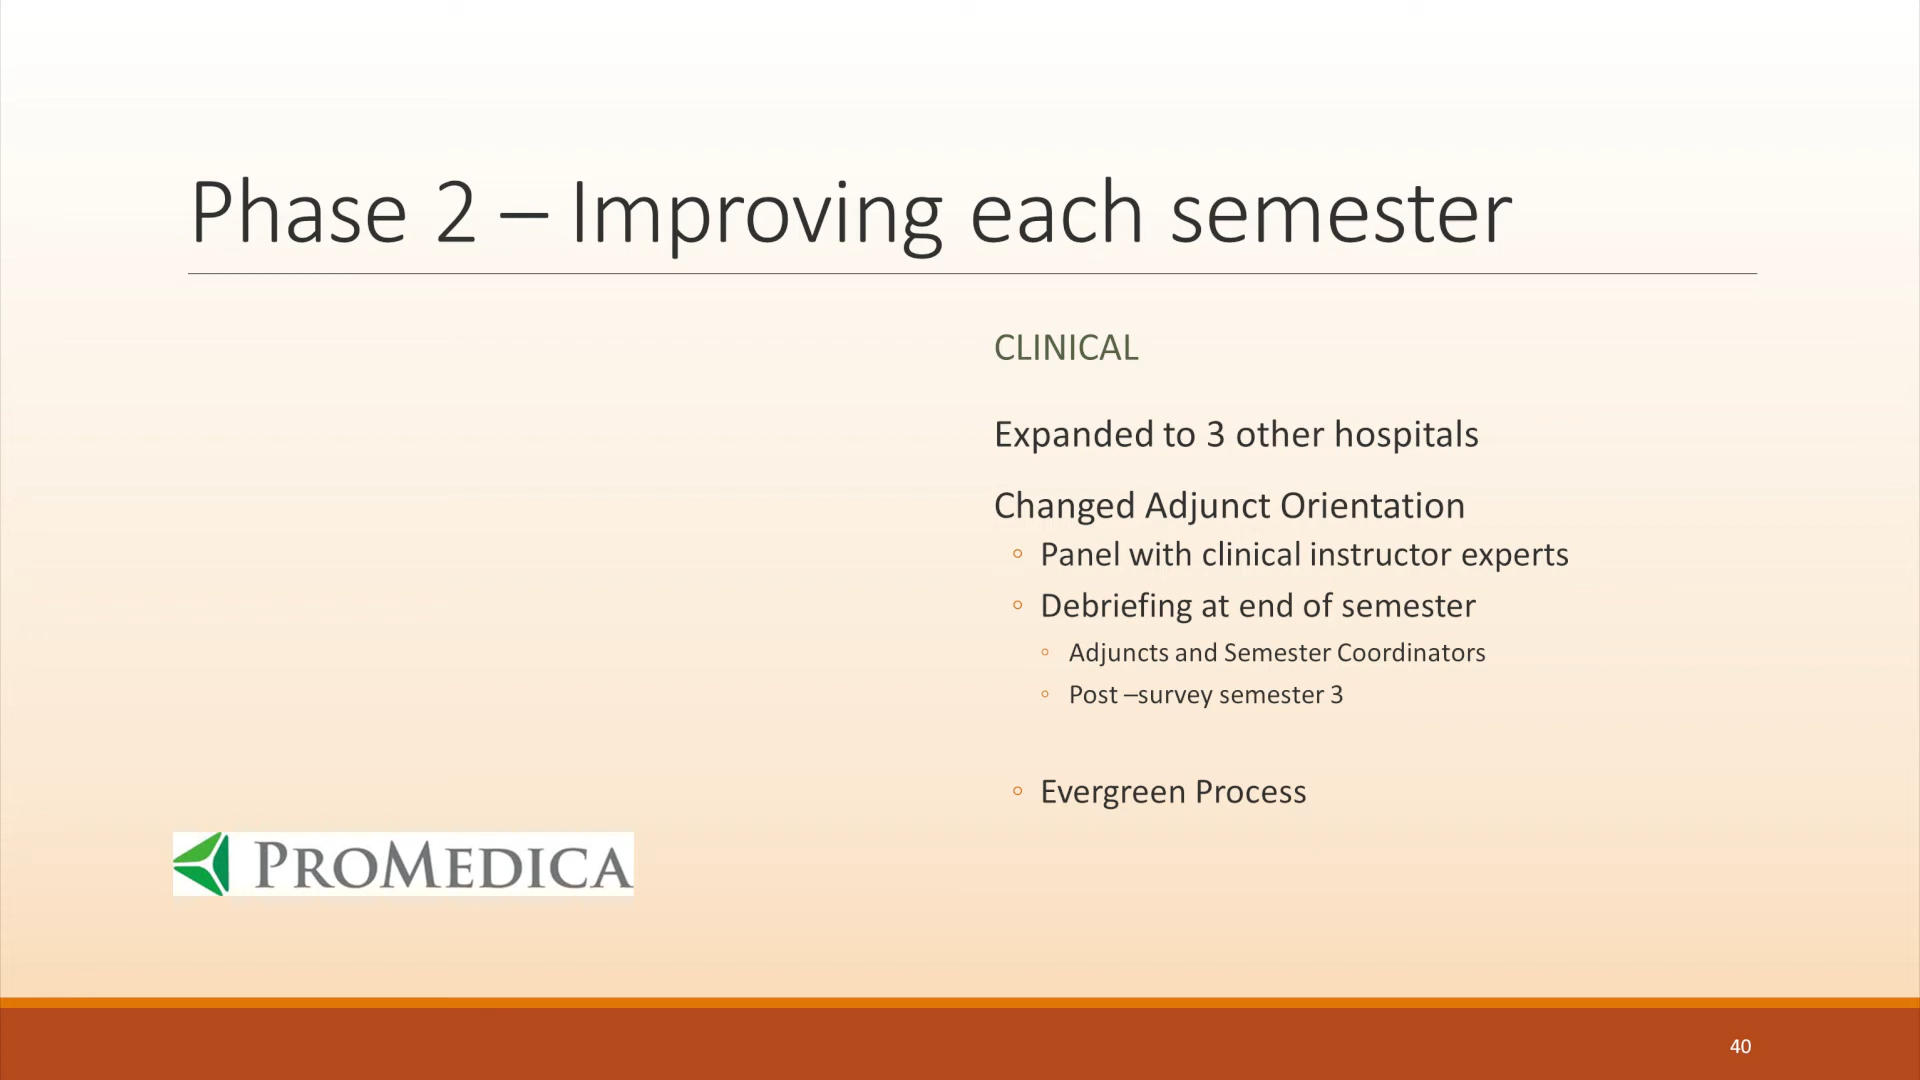 Phase 2 – Improving each semester
CLINICAL
Expanded to 3 other hospitals
Changed Adjunct Orientation
◦ Panel with clinical instructor experts
◦ Debriefing at end of semester
◦ Adjuncts and Semester Coordinators
◦ Post –survey semester 3
◦ Evergreen Process
PROMEDICA
40